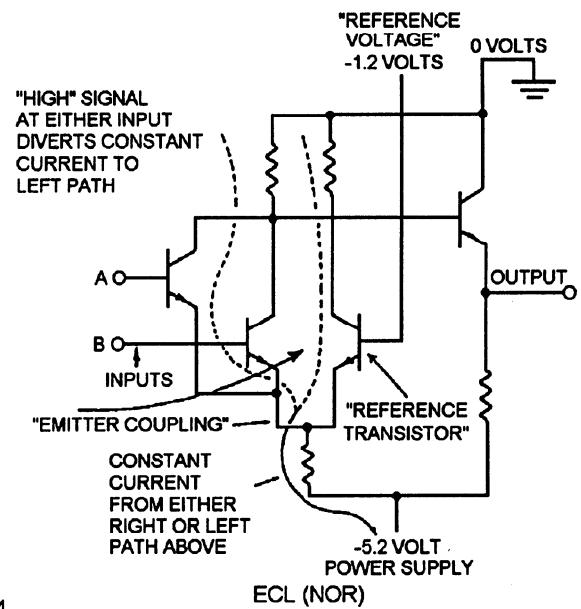 "REFERENCE
VOLTAGE"
-1.2 VOLTS
0 VOLTS
"HIGH" SIGNAL
AT EITHER INPUT
DIVERTS CONSTANT
CURRENT TO
LEFT PATH
A
OUTPUT
B
INPUTS
"EMITTER COUPLING"
"REFERENCE
TRANSISTOR"
CONSTANT
CURRENT
FROM EITHER
RIGHT OR LEFT
PATH ABOVE
-5.2 VOLT
POWER SUPPLY
ECL (NOR)